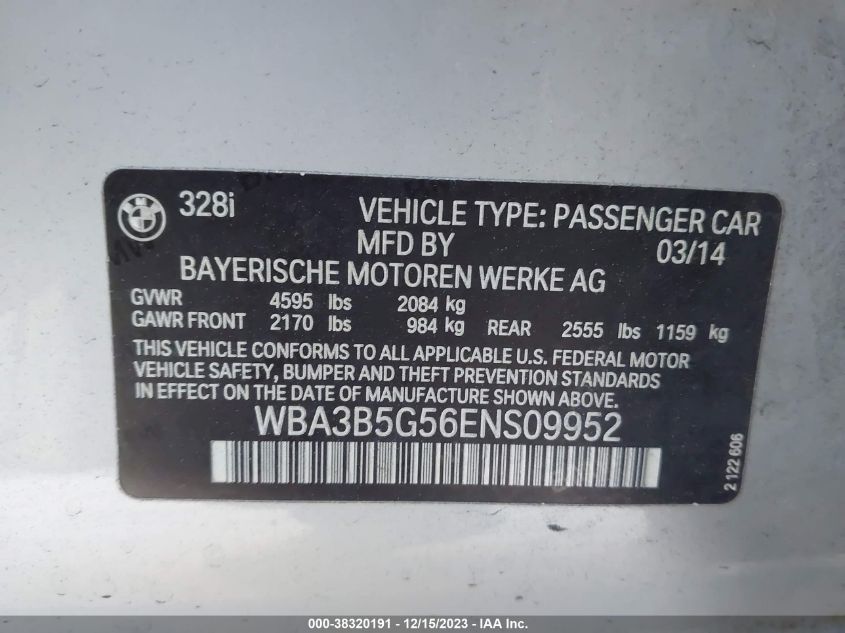 328i VEHICLE TYPE: PASSENGER CAR
MFD BY 03/14
BAYERISCHE MOTOREN WERKE AG
GVWR 4595 lbs 2084 kg
GAWR FRONT 2170 lbs 984 kg REAR 2555 lbs 1159 kg
THIS VEHICLE CONFORMS TO ALL APPLICABLE U.S. FEDERAL MOTOR
VEHICLE SAFETY, BUMPER AND THEFT PREVENTION STANDARDS
IN EFFECT ON THE DATE OF MANUFACTURE SHOWN ABOVE.
WBA3B5G56ENS09952
2 122 606
000-38320191 - 12/15/2023 - IAA Inc.